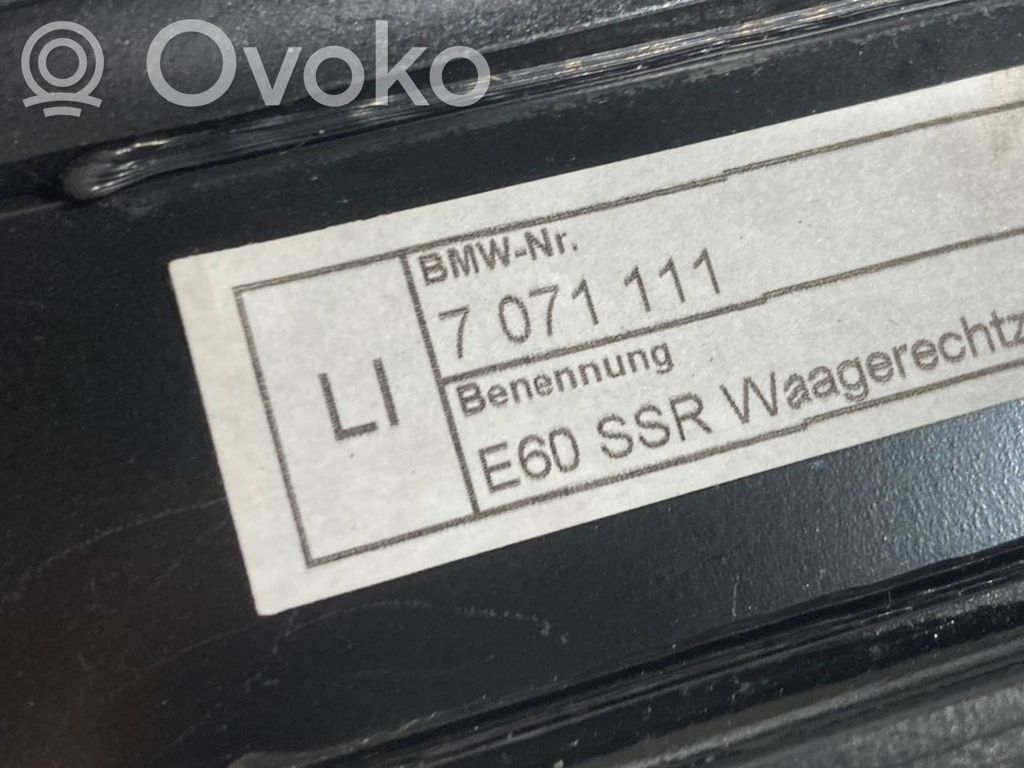 Ovoko
LI
BMW-Nr.
7 071 111
Benennung
E60 SSR Waagerechtz